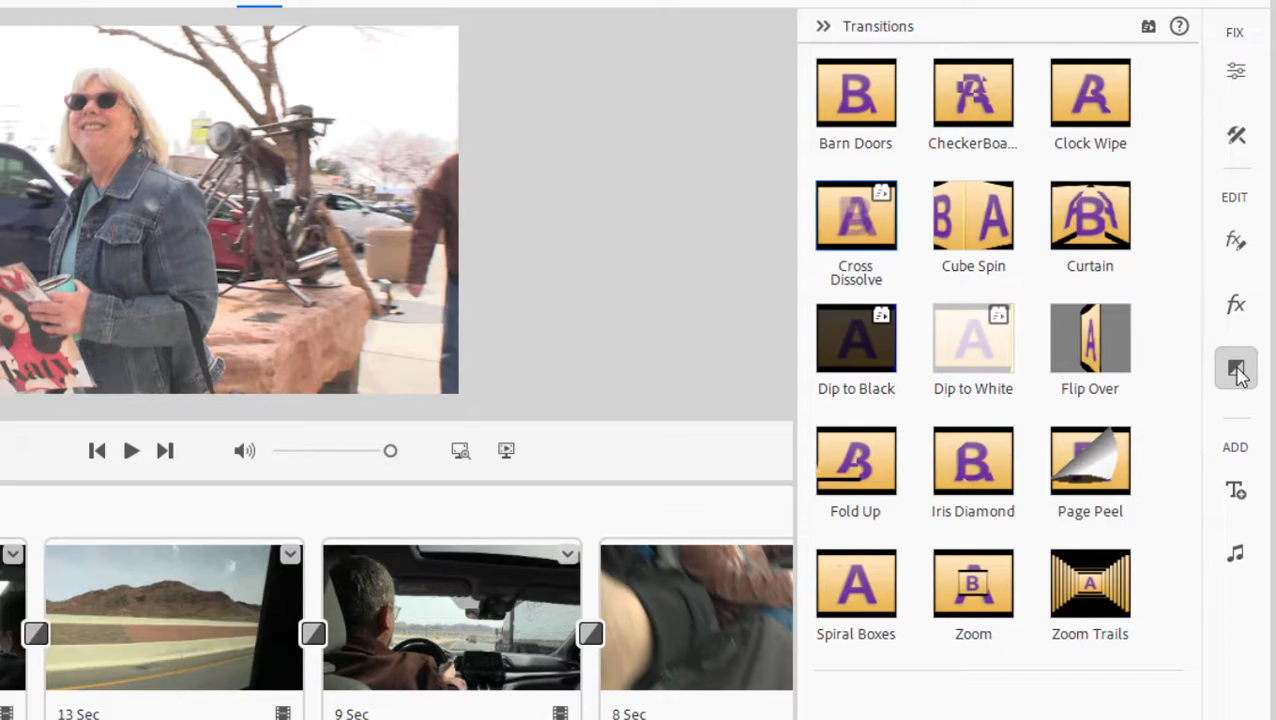 Transitions
FIX
Barn Doors
CheckerBoa...
Clock Wipe
EDIT
Cross
Dissolve
Cube Spin
Curtain
Dip to Black
Dip to White
Flip Over
Fold Up
Iris Diamond
Page Peel
ADD
Spiral Boxes
Zoom
Zoom Trails
katy.
13 Sec
9 Sec
8 Sec